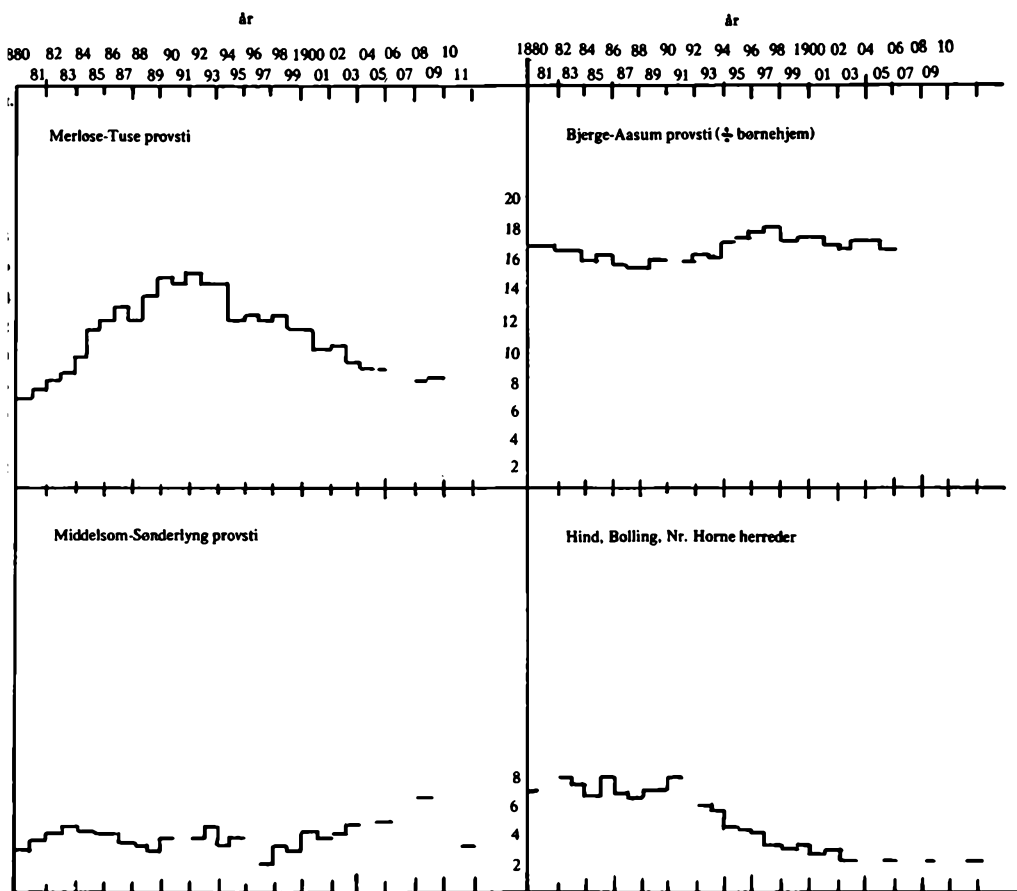 år
82 84 86 88 90 92 94 96 98 1900 02 04 06 08 10
81 83 85 87 89 91 93 95 97 99 01 03 05 07 09 11
Merløse-Tuse provsti
år
1880 82 84 86 88 90 92 94 96 98 1900 02 04 06 08 10
81 83 85 87 89 91 93 95 97 99 01 03 05 07 09
Bjerge-Aasum provsti (÷ børnehjem)
20
18
16
14
12
10
8
6
4
2
Middelsom-Sønderlyng provsti
Hind, Bolling, Nr. Horne herreder
8
6
4
2